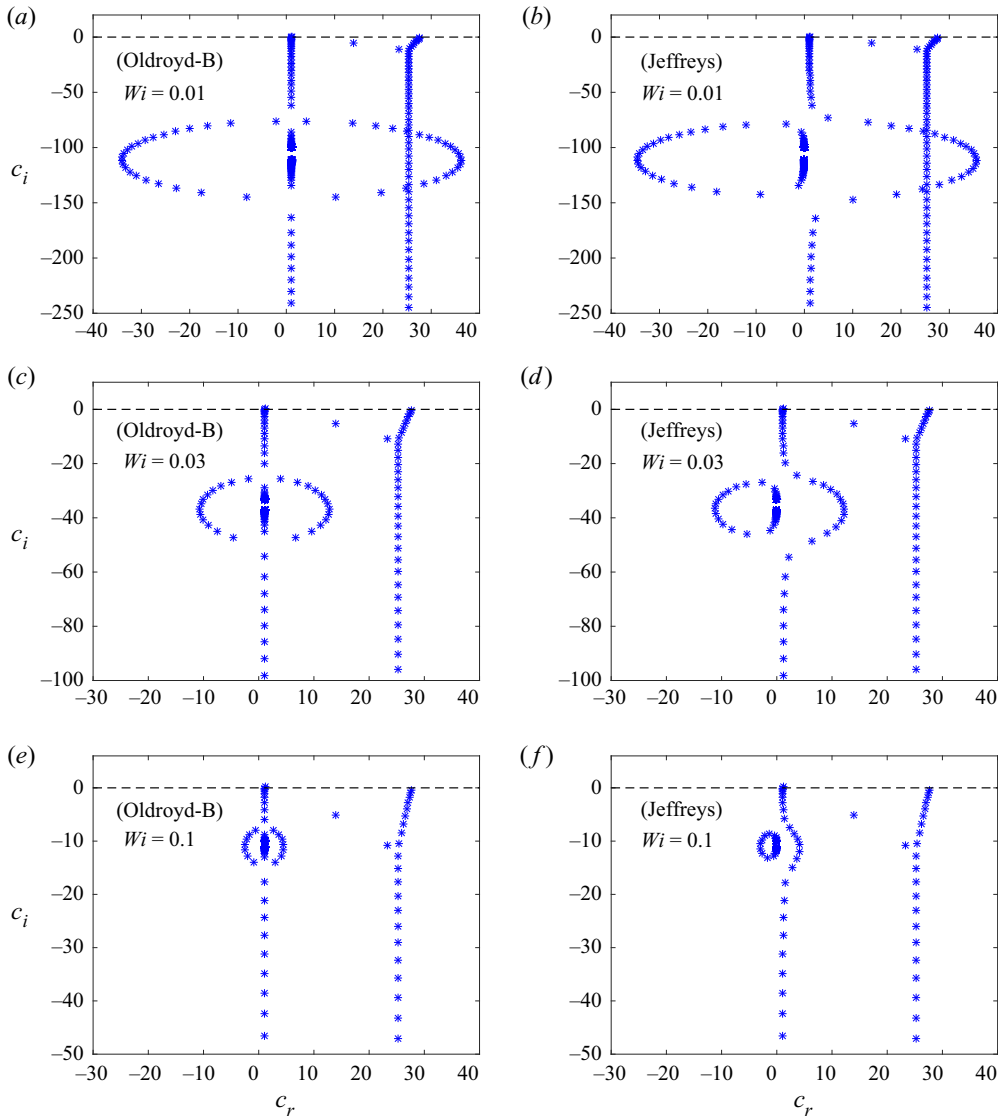 (a) (b)
0 0
(Oldroyd-B) (Jeffreys)
Wi = 0.01 Wi = 0.01
–50 –50
c_i –100 –100
–150 –150
–200 –200
–250 –250
–40 –30 –20 –10 0 10 20 30 40 –40 –30 –20 –10 0 10 20 30 40
(c) (d)
0 0
(Oldroyd-B) (Jeffreys)
Wi = 0.03 Wi = 0.03
–20 –20
c_i –40 –40
–60 –60
–80 –80
–100 –100
–30 –20 –10 0 10 20 30 40 –30 –20 –10 0 10 20 30 40
(e) (f)
0 0
(Oldroyd-B) (Jeffreys)
Wi = 0.1 Wi = 0.1
–10 –10
c_i –20 –20
–30 –30
–40 –40
–50 –50
–30 –20 –10 0 10 20 30 40 –30 –20 –10 0 10 20 30 40
c_r c_r